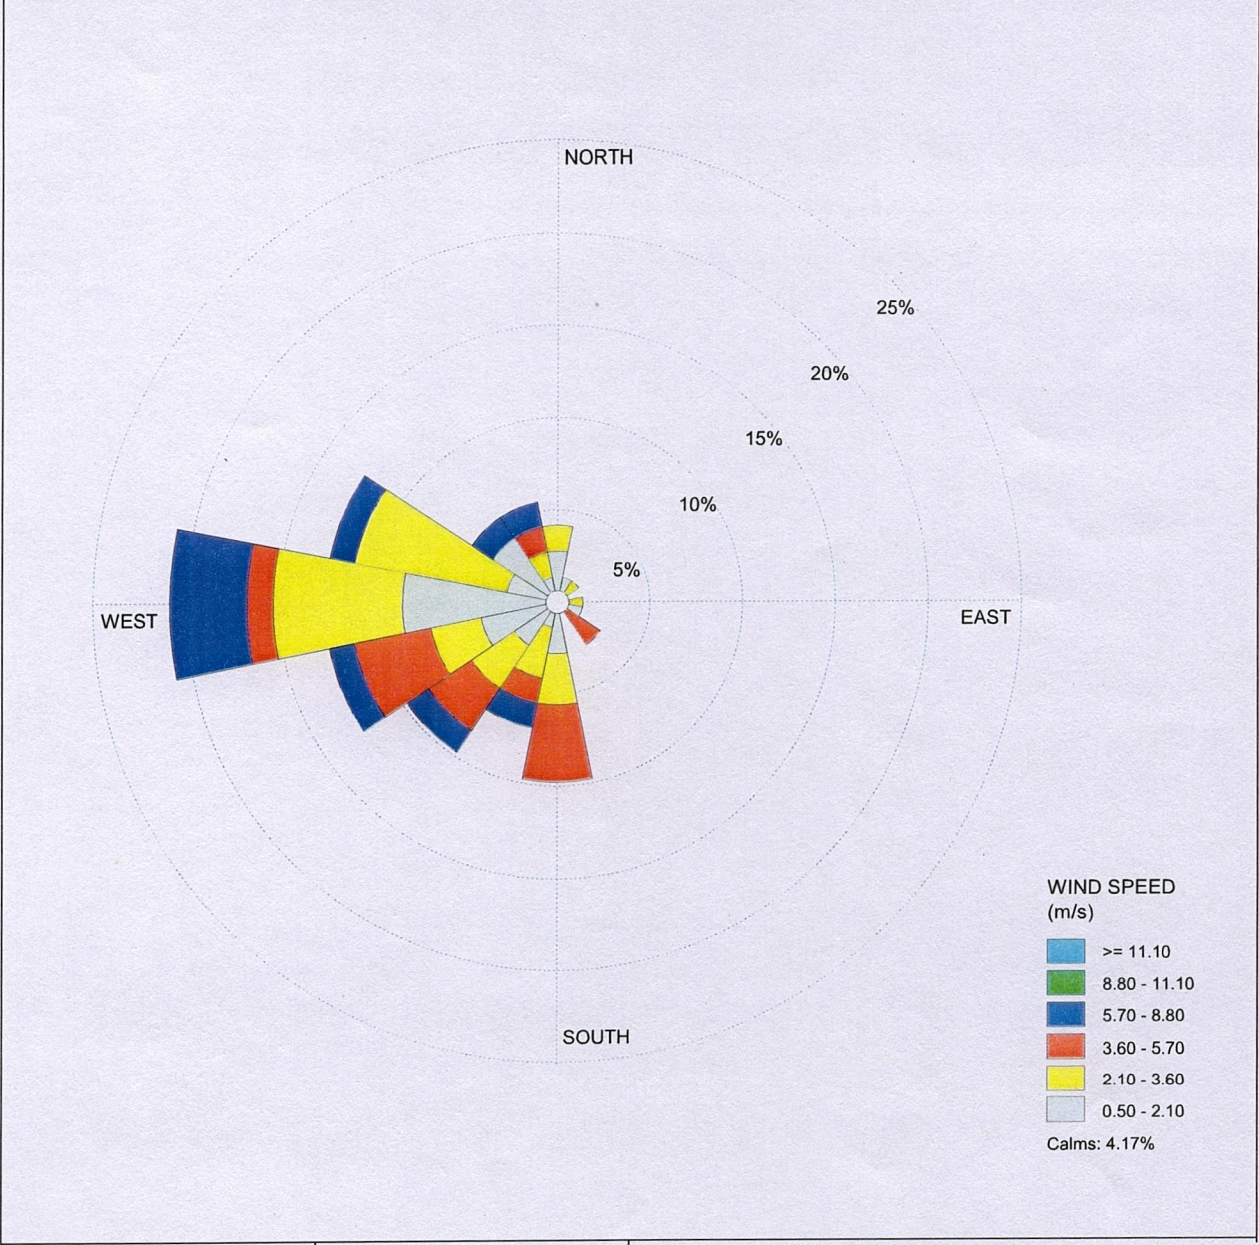 NORTH
25%
20%
15%
10%
5%
WEST
EAST
SOUTH
WIND SPEED
(m/s)
>= 11.10
8.80 - 11.10
5.70 - 8.80
3.60 - 5.70
2.10 - 3.60
0.50 - 2.10
Calms: 4.17%